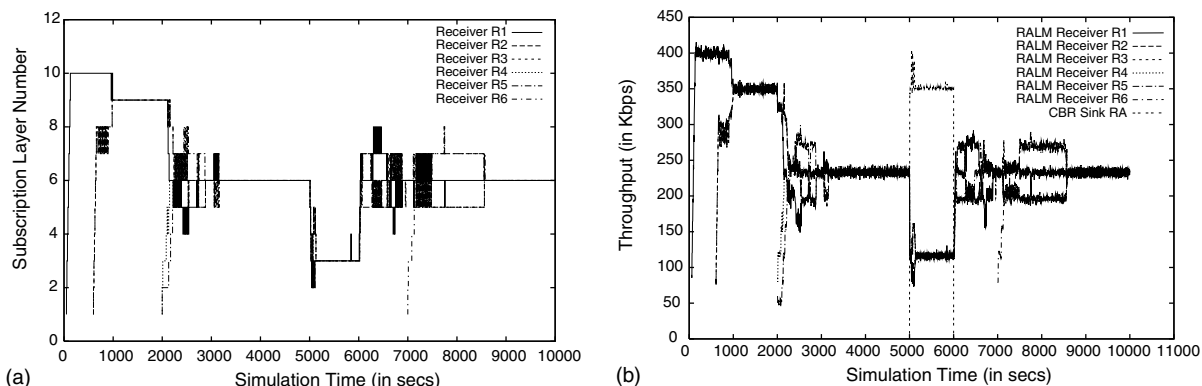 12
10
8
6
4
2
0
Subscription Layer Number
Receiver R1
Receiver R2
Receiver R3
Receiver R4
Receiver R5
Receiver R6
0 1000 2000 3000 4000 5000 6000 7000 8000 9000 10000
(a) Simulation Time (in secs)
450
400
350
300
250
200
150
100
50
0
Throughput (in Kbps)
RALM Receiver R1
RALM Receiver R2
RALM Receiver R3
RALM Receiver R4
RALM Receiver R5
RALM Receiver R6
CBR Sink RA
0 1000 2000 3000 4000 5000 6000 7000 8000 9000 10000 11000
(b) Simulation Time (in secs)